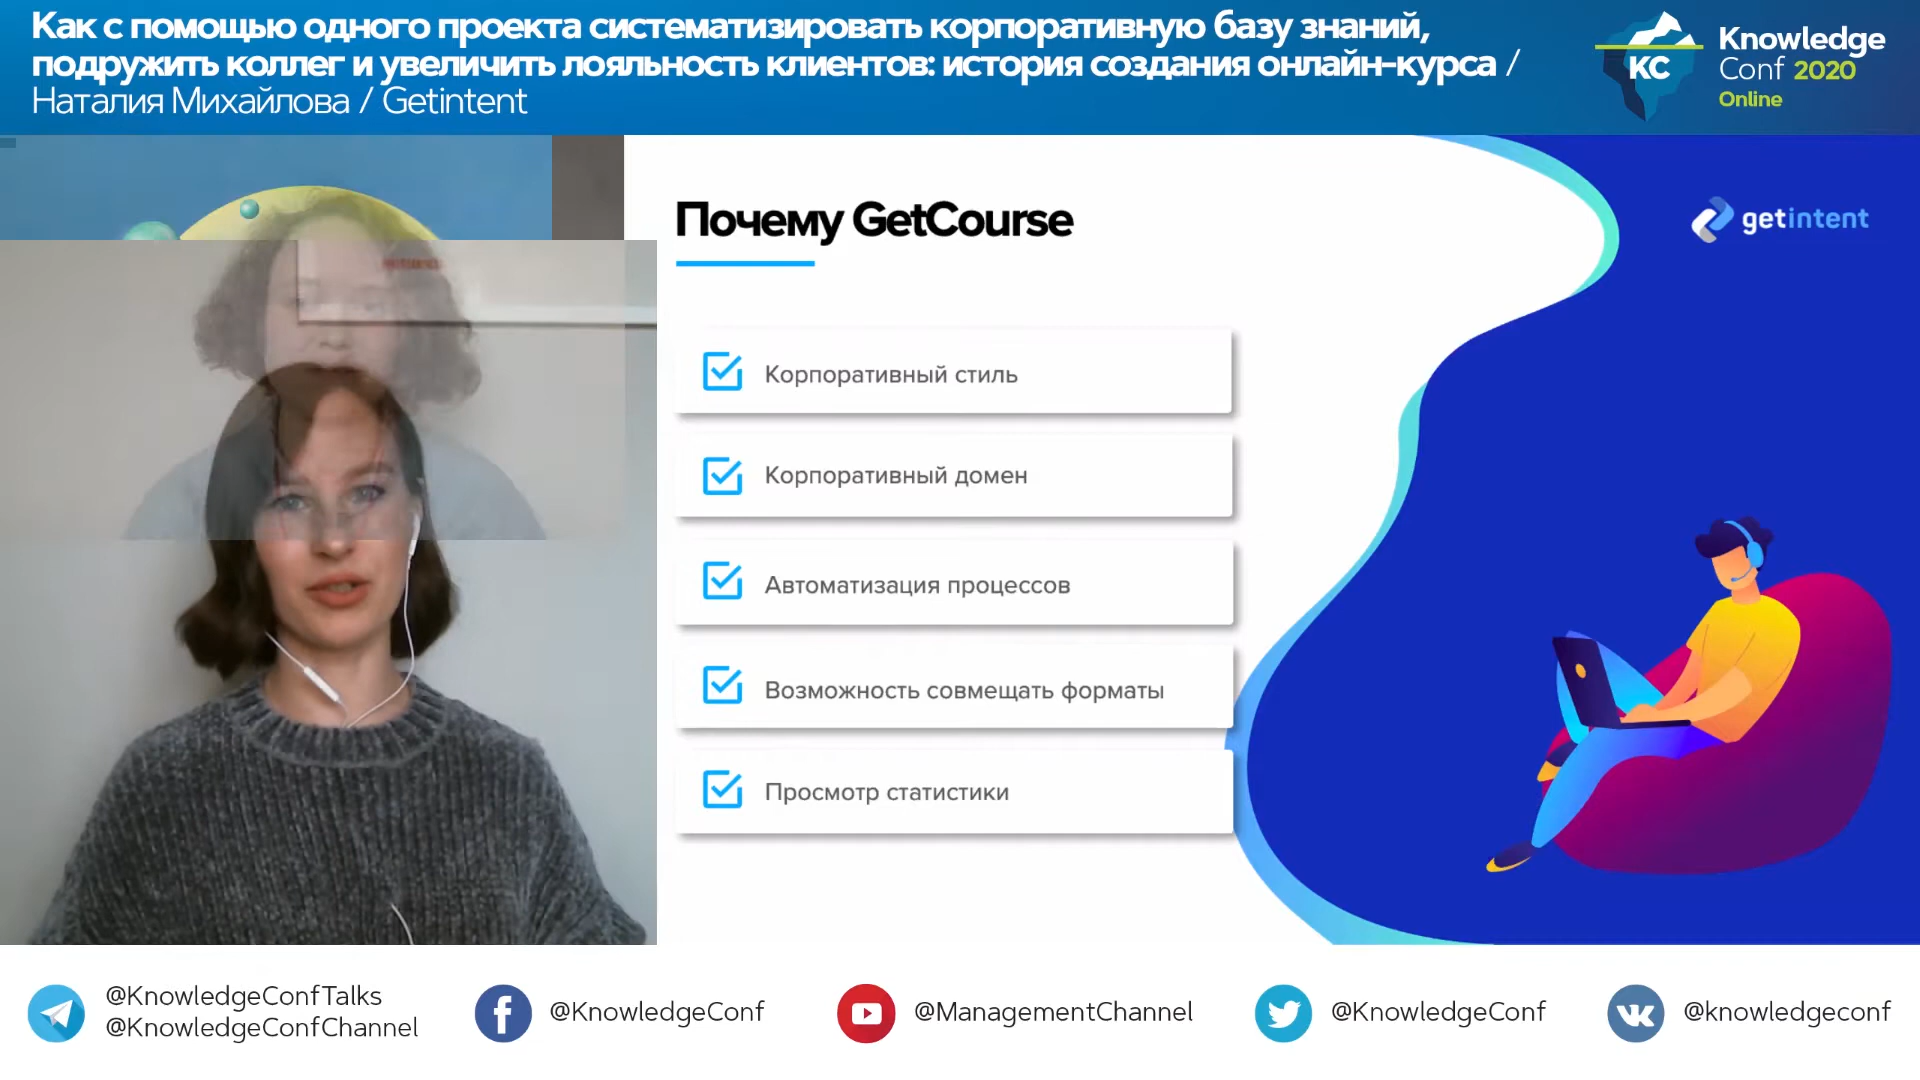 Как с помощью одного проекта систематизировать корпоративную базу знаний,
подружить коллег и увеличить лояльность клиентов: история создания онлайн-курса /
Наталия Михайлова / Getintent
KC
Knowledge
Conf 2020
Online
Почему GetCourse
getintent
Корпоративный стиль
Корпоративный домен
Автоматизация процессов
Возможность совмещать форматы
Просмотр статистики
@KnowledgeConfTalks
@KnowledgeConfChannel
@KnowledgeConf
@ManagementChannel
@KnowledgeConf
@knowledgeconf